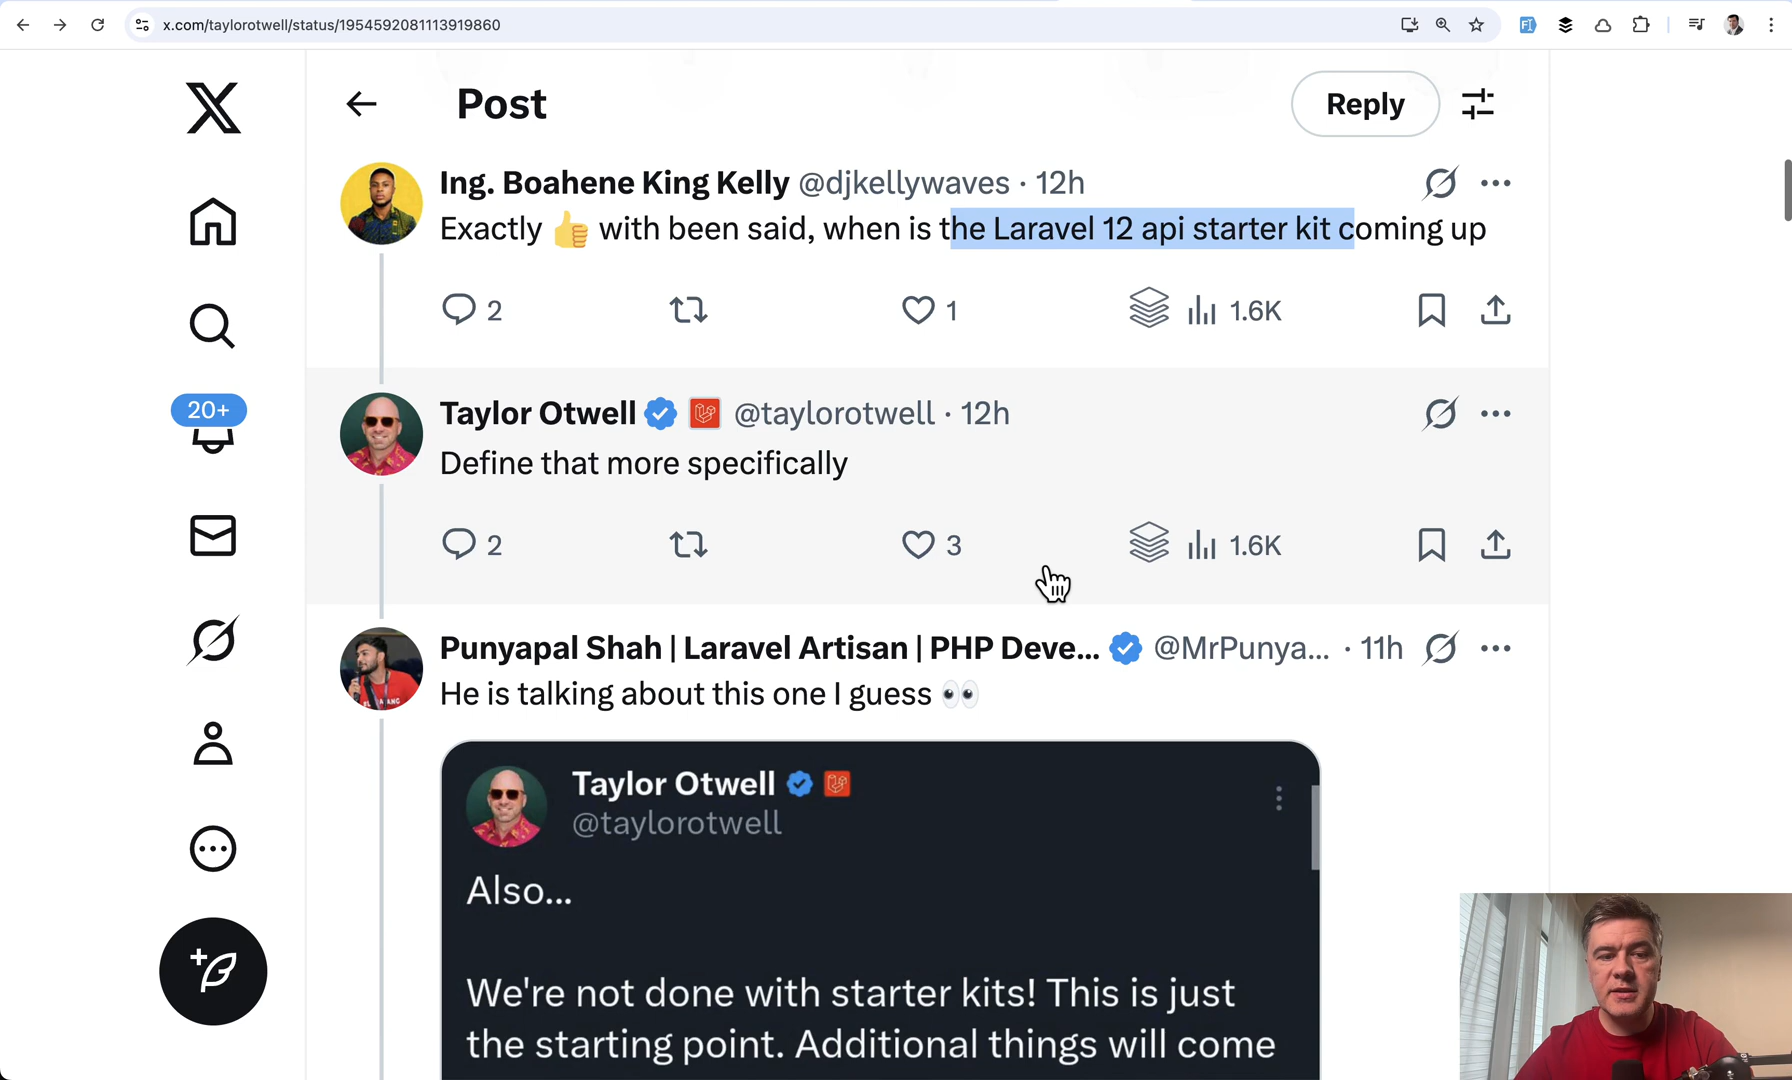 x.com/taylorotwell/status/1954592081113919860
Post
Reply
Ing. Boahene King Kelly @djkellywaves · 12h
Exactly 👍 with been said, when is the Laravel 12 api starter kit coming up
2 1 1.6K
20+
Taylor Otwell @taylorotwell · 12h
Define that more specifically
2 3 1.6K
Punyapal Shah | Laravel Artisan | PHP Deve... @MrPunya... · 11h
He is talking about this one I guess 👀
Taylor Otwell
@taylorotwell
Also...
We're not done with starter kits! This is just
the starting point. Additional things will come